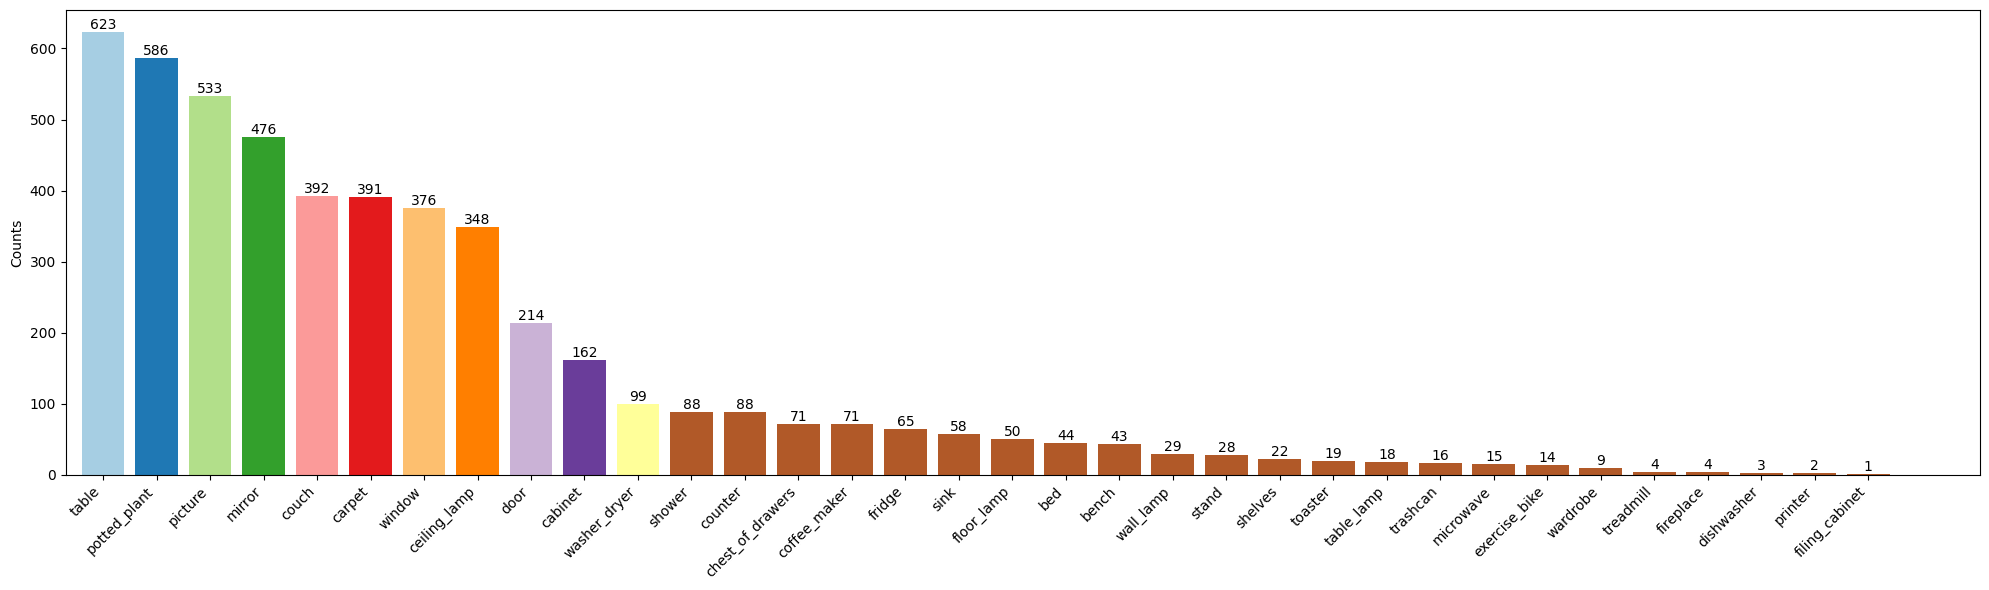 623
586
533
476
392
391
376
348
214
162
99
88
88
71
71
65
58
50
44
43
29
28
22
19
18
16
15
14
9
4
4
3
2
1
Counts
600
500
400
300
200
100
0
table
potted_plant
picture
mirror
couch
carpet
window
ceiling_lamp
door
cabinet
washer_dryer
shower
counter
chest_of_drawers
coffee_maker
fridge
sink
floor_lamp
bed
bench
wall_lamp
stand
shelves
toaster
table_lamp
trashcan
microwave
exercise_bike
wardrobe
treadmill
fireplace
dishwasher
printer
filing_cabinet